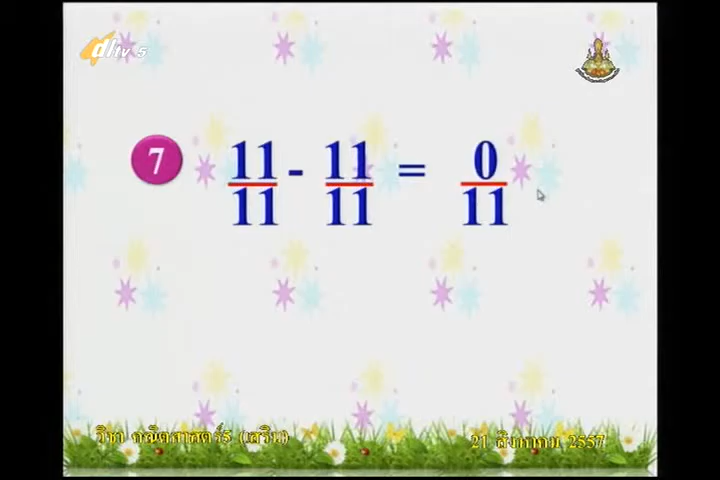 dltv 5
7
11/11 - 11/11 = 0/11
วิชา คณิตศาสตร์ (เสริม)
21 สิงหาคม 2557